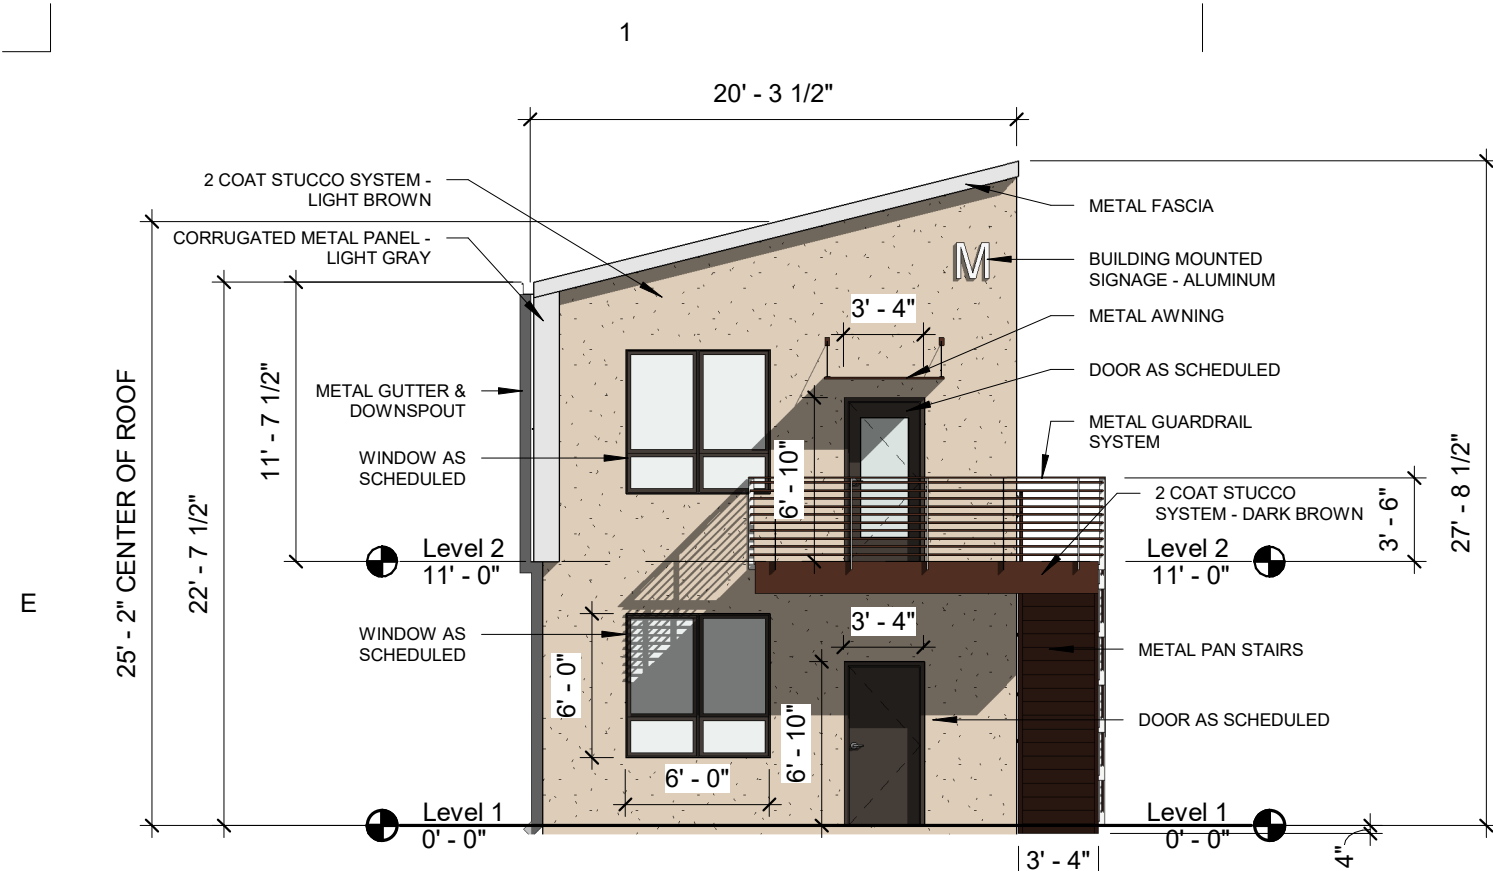 1
20' - 3 1/2"
2 COAT STUCCO SYSTEM -
LIGHT BROWN
CORRUGATED METAL PANEL -
LIGHT GRAY
METAL FASCIA
M
BUILDING MOUNTED
SIGNAGE - ALUMINUM
3' - 4"
METAL AWNING
DOOR AS SCHEDULED
METAL GUTTER &
DOWNSPOUT
METAL GUARDRAIL
SYSTEM
WINDOW AS
SCHEDULED
25' - 2" CENTER OF ROOF
22' - 7 1/2"
11' - 7 1/2"
6' - 10"
2 COAT STUCCO
SYSTEM - DARK BROWN
3' - 6"
27' - 8 1/2"
Level 2
11' - 0"
Level 2
11' - 0"
E
WINDOW AS
SCHEDULED
3' - 4"
METAL PAN STAIRS
6' - 0"
6' - 10"
DOOR AS SCHEDULED
6' - 0"
Level 1
0' - 0"
Level 1
0' - 0"
3' - 4"
4"